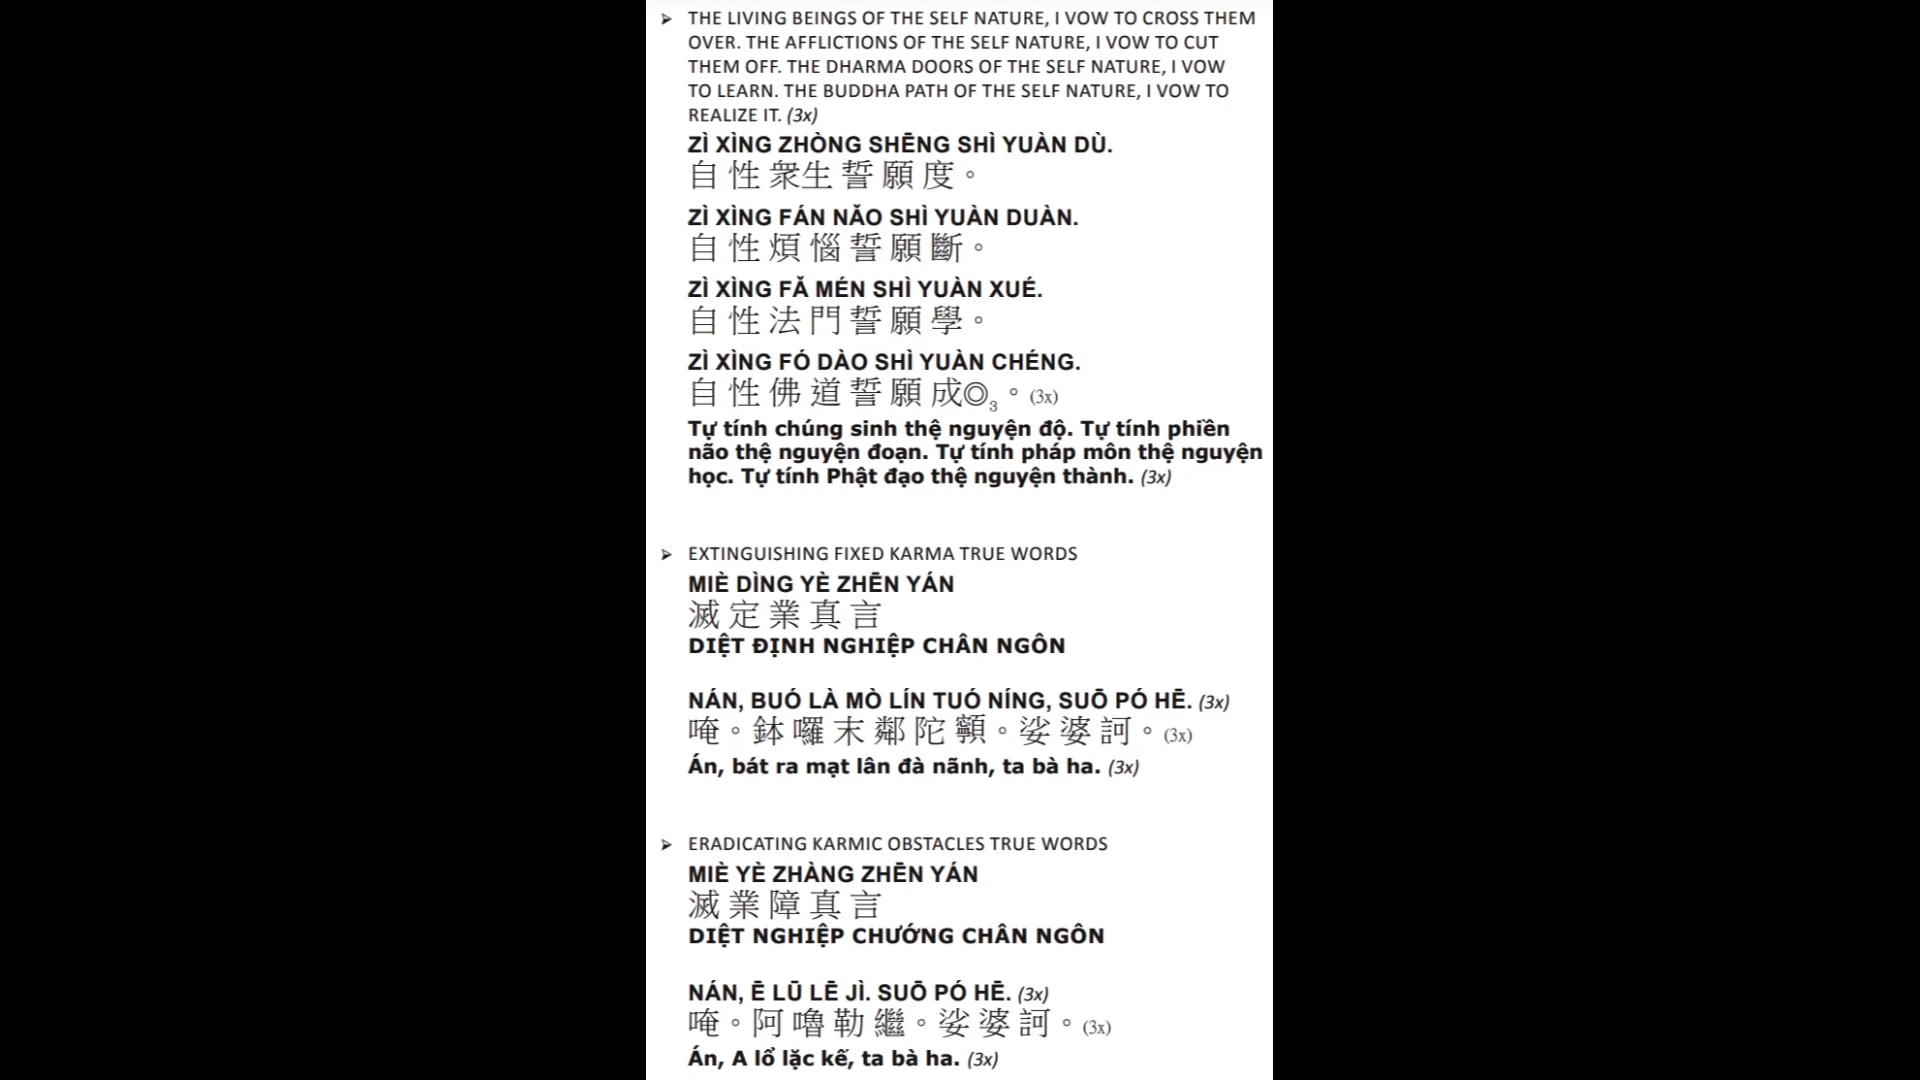 ➢ THE LIVING BEINGS OF THE SELF NATURE, I VOW TO CROSS THEM
OVER. THE AFFLICTIONS OF THE SELF NATURE, I VOW TO CUT
THEM OFF. THE DHARMA DOORS OF THE SELF NATURE, I VOW
TO LEARN. THE BUDDHA PATH OF THE SELF NATURE, I VOW TO
REALIZE IT. (3x)
ZÌ XÌNG ZHÒNG SHĒNG SHÌ YUÀN DÙ.
自性衆生誓願度。
ZÌ XÌNG FÁN NǍO SHÌ YUÀN DUÀN.
自性煩惱誓願斷。
ZÌ XÌNG FǍ MÉN SHÌ YUÀN XUÉ.
自性法門誓願學。
ZÌ XÌNG FÓ DÀO SHÌ YUÀN CHÉNG.
自性佛道誓願成◎3。(3x)
Tự tính chúng sinh thệ nguyện độ. Tự tính phiền
não thệ nguyện đoạn. Tự tính pháp môn thệ nguyện
học. Tự tính Phật đạo thệ nguyện thành. (3x)
➢ EXTINGUISHING FIXED KARMA TRUE WORDS
MIÈ DÌNG YÈ ZHĒN YÁN
滅定業真言
DIỆT ĐỊNH NGHIỆP CHÂN NGÔN
NÁN, BUÓ LÀ MÒ LÍN TUÓ NÍNG, SUŌ PÓ HĒ. (3x)
唵。鉢囉末鄰陀顐。娑婆訶。(3x)
Án, bát ra mạt lân đà nãnh, ta bà ha. (3x)
➢ ERADICATING KARMIC OBSTACLES TRUE WORDS
MIÈ YÈ ZHÀNG ZHĒN YÁN
滅業障真言
DIỆT NGHIỆP CHƯỚNG CHÂN NGÔN
NÁN, Ē LŪ LĒ JÌ. SUŌ PÓ HĒ. (3x)
唵。阿嚕勒繼。娑婆訶。(3x)
Án, A lổ lặc kế, ta bà ha. (3x)